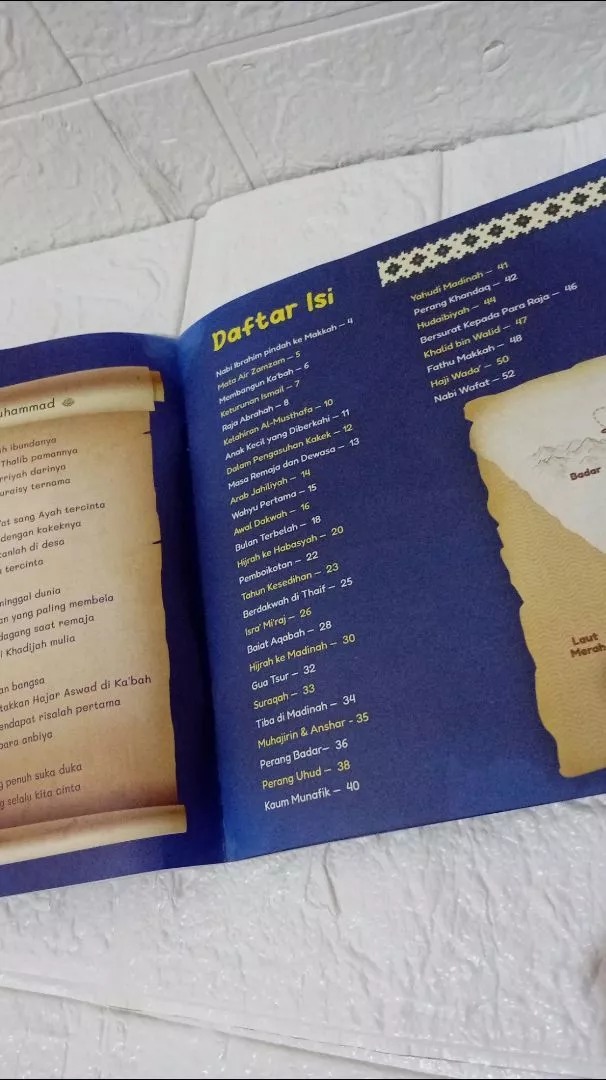 uhammad
ibundanya
Thalib pamannya
darinya
ternama
sang Ayah tercinta
dengan kakeknya
di desa
tercinta
meninggal dunia
yang paling membela
dagang saat remaja
Khadijah mulia
bangsa
Hajar Aswad di Ka'bah
risalah pertama
para anbiya
penuh suka duka
selalu kita cinta
Daftar Isi
Nabi Ibrahim pindah ke Makkah – 4
Mata Air Zamzam – 5
Membangun Ka'bah – 6
Keturunan Ismail – 7
Raja Abrahah – 8
Kelahiran Al-Musthafa – 10
Anak Kecil yang Diberkahi – 11
Dalam Pengasuhan Kakek – 12
Masa Remaja dan Dewasa – 13
Arab Jahiliyah – 14
Wahyu Pertama – 15
Awal Dakwah – 16
Bulan Terbelah – 18
Hijrah ke Habasyah – 20
Pemboikotan – 22
Tahun Kesedihan – 23
Berdakwah di Thaif – 25
Isra' Mi'raj – 26
Baiat Aqabah – 28
Hijrah ke Madinah – 30
Gua Tsur – 32
Suraqah – 33
Tiba di Madinah – 34
Muhajirin & Anshar - 35
Perang Badar– 36
Perang Uhud – 38
Kaum Munafik – 40
Yahudi Madinah – 41
Perang Khandaq – 42
Hudaibiyah – 44
Bersurat Kepada Para Raja – 46
Khalid bin Walid – 47
Fathu Makkah – 48
Haji Wada' – 50
Nabi Wafat – 52
Badar
Laut
Merah